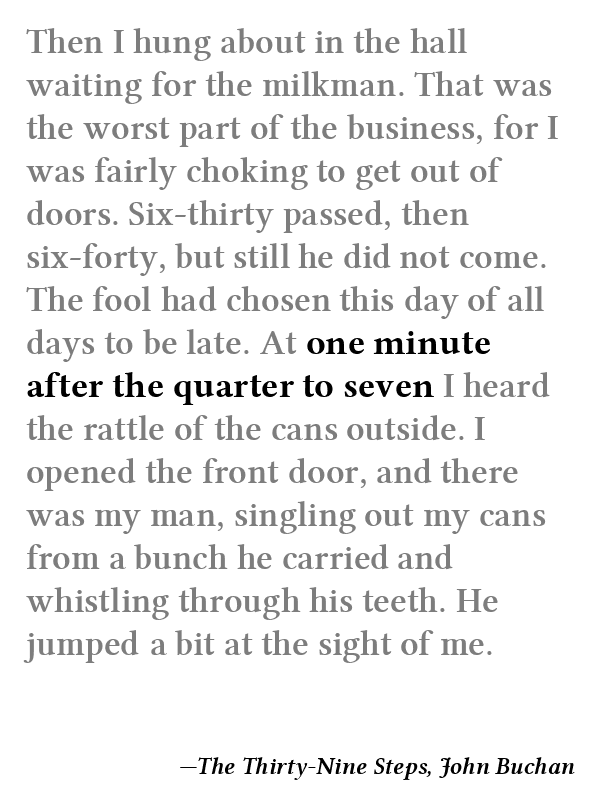 Then I hung about in the hall
waiting for the milkman. That was
the worst part of the business, for I
was fairly choking to get out of
doors. Six-thirty passed, then
six-forty, but still he did not come.
The fool had chosen this day of all
days to be late. At one minute
after the quarter to seven I heard
the rattle of the cans outside. I
opened the front door, and there
was my man, singling out my cans
from a bunch he carried and
whistling through his teeth. He
jumped a bit at the sight of me.
—The Thirty-Nine Steps, John Buchan